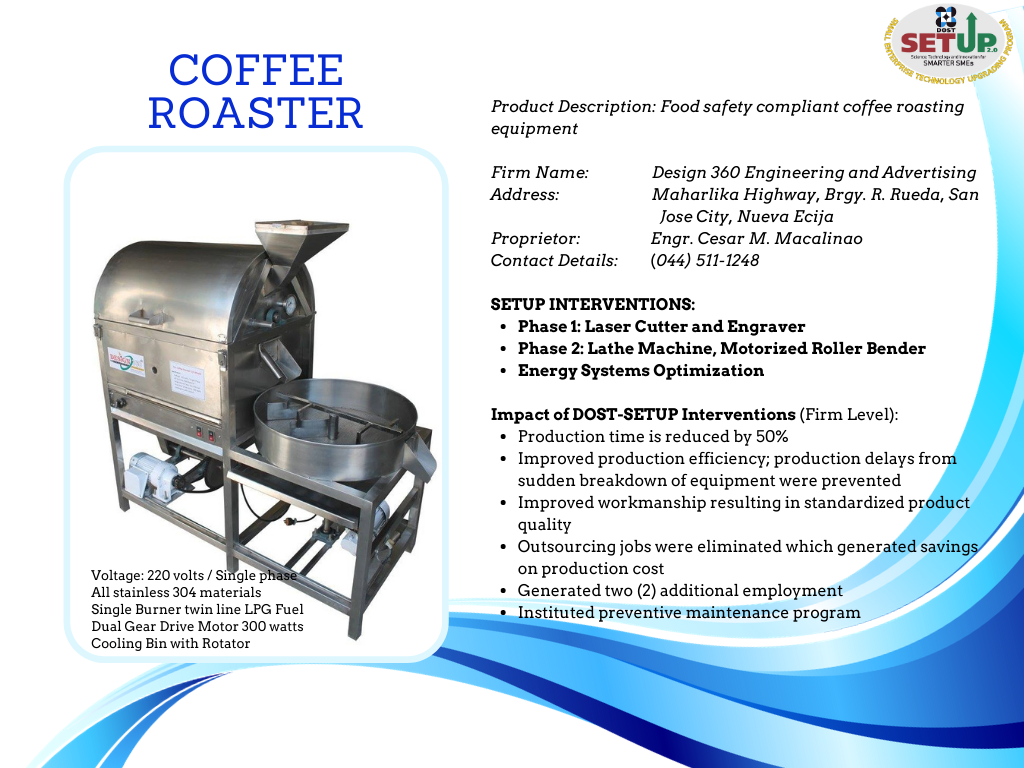 DOST
SETUP 2.0
Science Technology and Innovation for
SMARTER SMEs
SMALL ENTERPRISE TECHNOLOGY UPGRADING PROGRAM
COFFEE
ROASTER
Product Description: Food safety compliant coffee roasting
equipment
Firm Name: Design 360 Engineering and Advertising
Address: Maharlika Highway, Brgy. R. Rueda, San
Jose City, Nueva Ecija
Proprietor: Engr. Cesar M. Macalinao
Contact Details: (044) 511-1248
SETUP INTERVENTIONS:
• Phase 1: Laser Cutter and Engraver
• Phase 2: Lathe Machine, Motorized Roller Bender
• Energy Systems Optimization
Impact of DOST-SETUP Interventions (Firm Level):
• Production time is reduced by 50%
• Improved production efficiency; production delays from
sudden breakdown of equipment were prevented
• Improved workmanship resulting in standardized product
quality
• Outsourcing jobs were eliminated which generated savings
on production cost
• Generated two (2) additional employment
• Instituted preventive maintenance program
Voltage: 220 volts / Single phase
All stainless 304 materials
Single Burner twin line LPG Fuel
Dual Gear Drive Motor 300 watts
Cooling Bin with Rotator